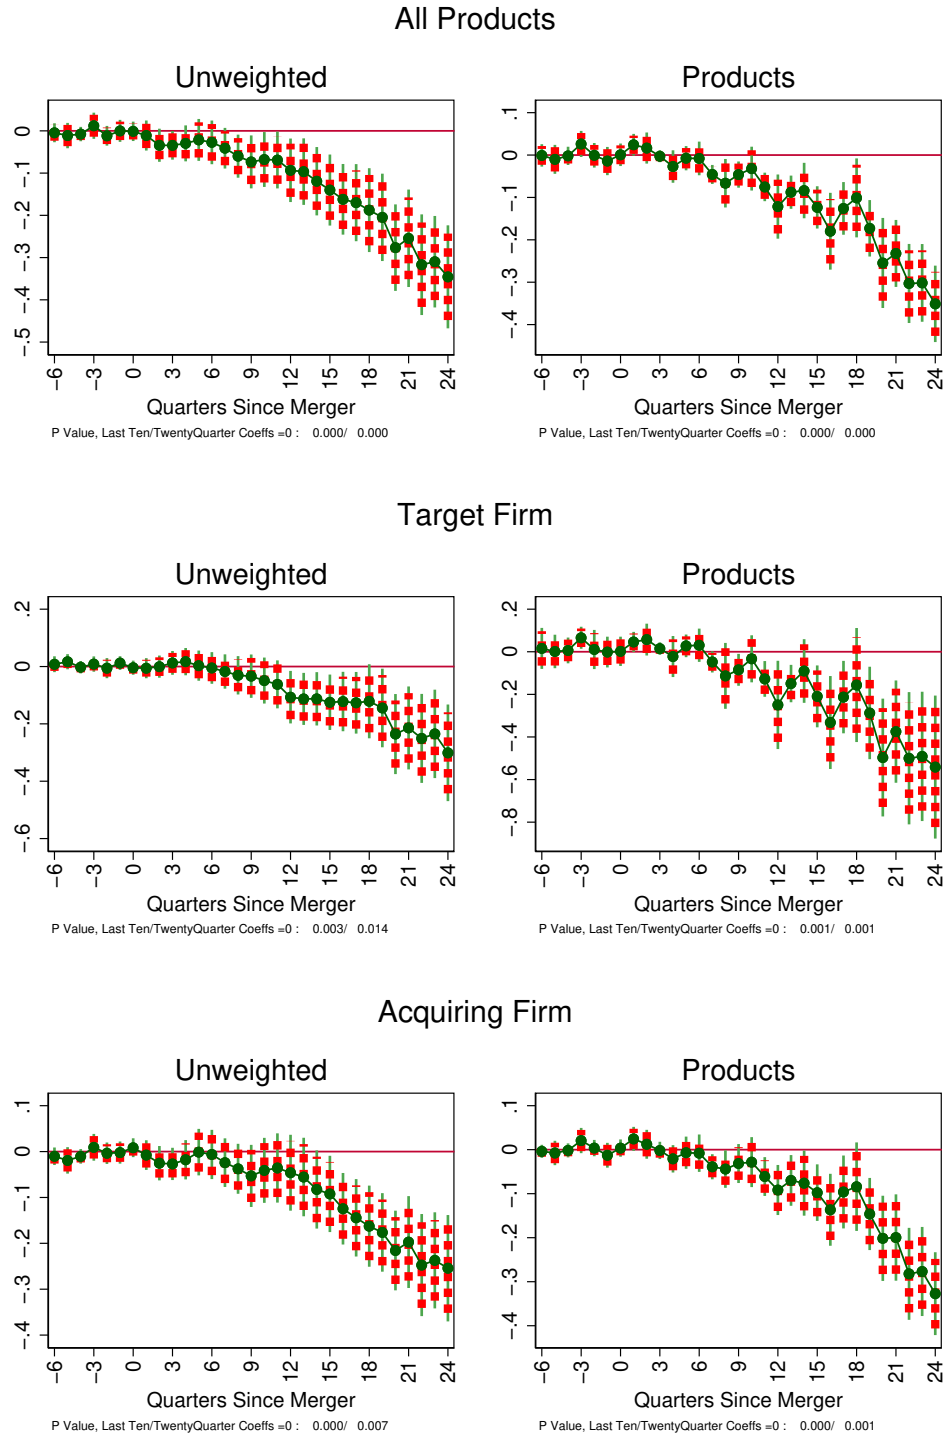 All Products
Unweighted
Products
.1
0
−.1
−.2
−.3
−.4
−.5
−6 −3 0 3 6 9 12 15 18 21 24
Quarters Since Merger
P Value, Last Ten/TwentyQuarter Coeffs =0 : 0.000/ 0.000
0
−.1
−.2
−.3
−.4
−6 −3 0 3 6 9 12 15 18 21 24
Quarters Since Merger
P Value, Last Ten/TwentyQuarter Coeffs =0 : 0.000/ 0.000
Target Firm
Unweighted
Products
.2
0
−.2
−.4
−.6
−6 −3 0 3 6 9 12 15 18 21 24
Quarters Since Merger
P Value, Last Ten/TwentyQuarter Coeffs =0 : 0.003/ 0.014
.2
0
−.2
−.4
−.6
−.8
−6 −3 0 3 6 9 12 15 18 21 24
Quarters Since Merger
P Value, Last Ten/TwentyQuarter Coeffs =0 : 0.001/ 0.001
Acquiring Firm
Unweighted
Products
.1
0
−.1
−.2
−.3
−.4
−6 −3 0 3 6 9 12 15 18 21 24
Quarters Since Merger
P Value, Last Ten/TwentyQuarter Coeffs =0 : 0.000/ 0.007
.1
0
−.1
−.2
−.3
−.4
−6 −3 0 3 6 9 12 15 18 21 24
Quarters Since Merger
P Value, Last Ten/TwentyQuarter Coeffs =0 : 0.000/ 0.001